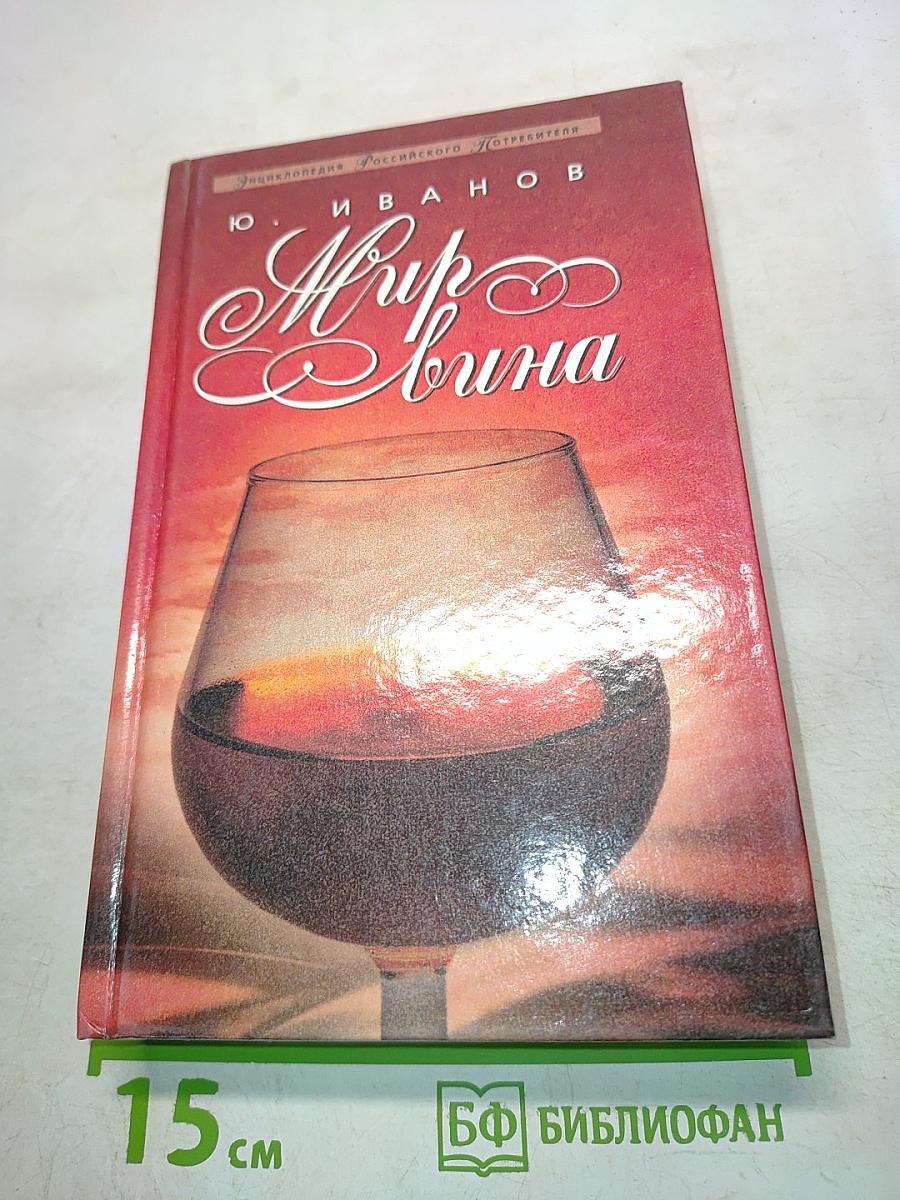 Энциклопедия Российского Потребителя
Ю. ИВАНОВ
Мир
вина
15 см
БФ БИБЛИОФАН